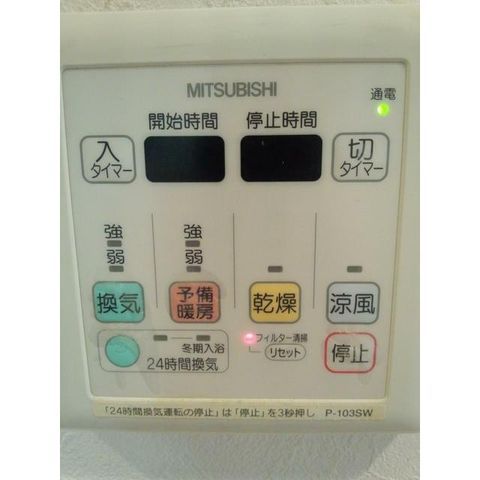 MITSUBISHI
通電
開始時間 停止時間
入
タイマー
切
タイマー
強 強
弱 弱
換気
予備
暖房
乾燥
涼風
冬期入浴
24時間換気
フィルター清掃
リセット
停止
「24時間換気運転の停止」は「停止」を3秒押し P-103SW